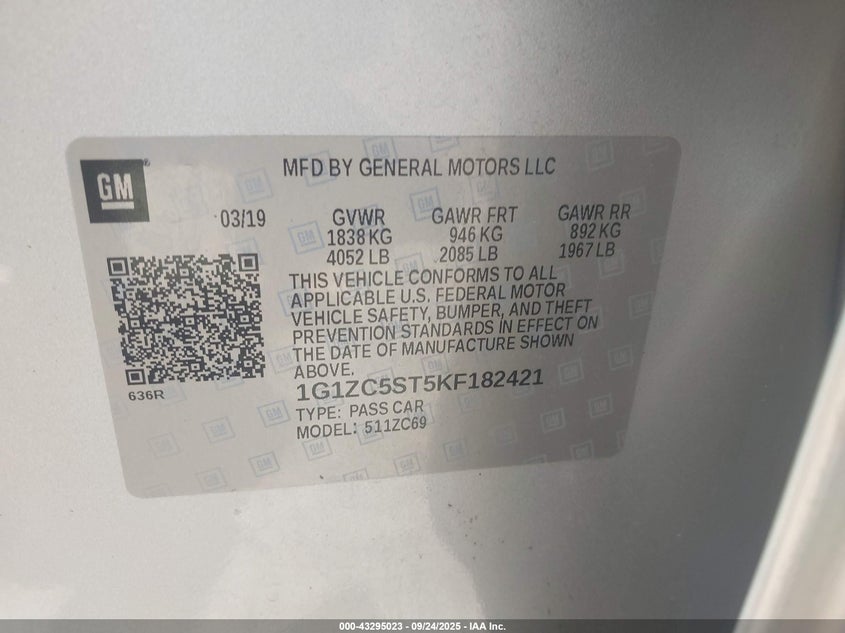 GM
MFD BY GENERAL MOTORS LLC
03/19 GVWR GAWR FRT GAWR RR
1838 KG 946 KG 892 KG
4052 LB 2085 LB 1967 LB
THIS VEHICLE CONFORMS TO ALL
APPLICABLE U.S. FEDERAL MOTOR
VEHICLE SAFETY, BUMPER, AND THEFT
PREVENTION STANDARDS IN EFFECT ON
THE DATE OF MANUFACTURE SHOWN
ABOVE.
636R
1G1ZC5ST5KF182421
TYPE: PASS CAR
MODEL: 511ZC69
000-43295023 - 09/24/2025 - IAA Inc.